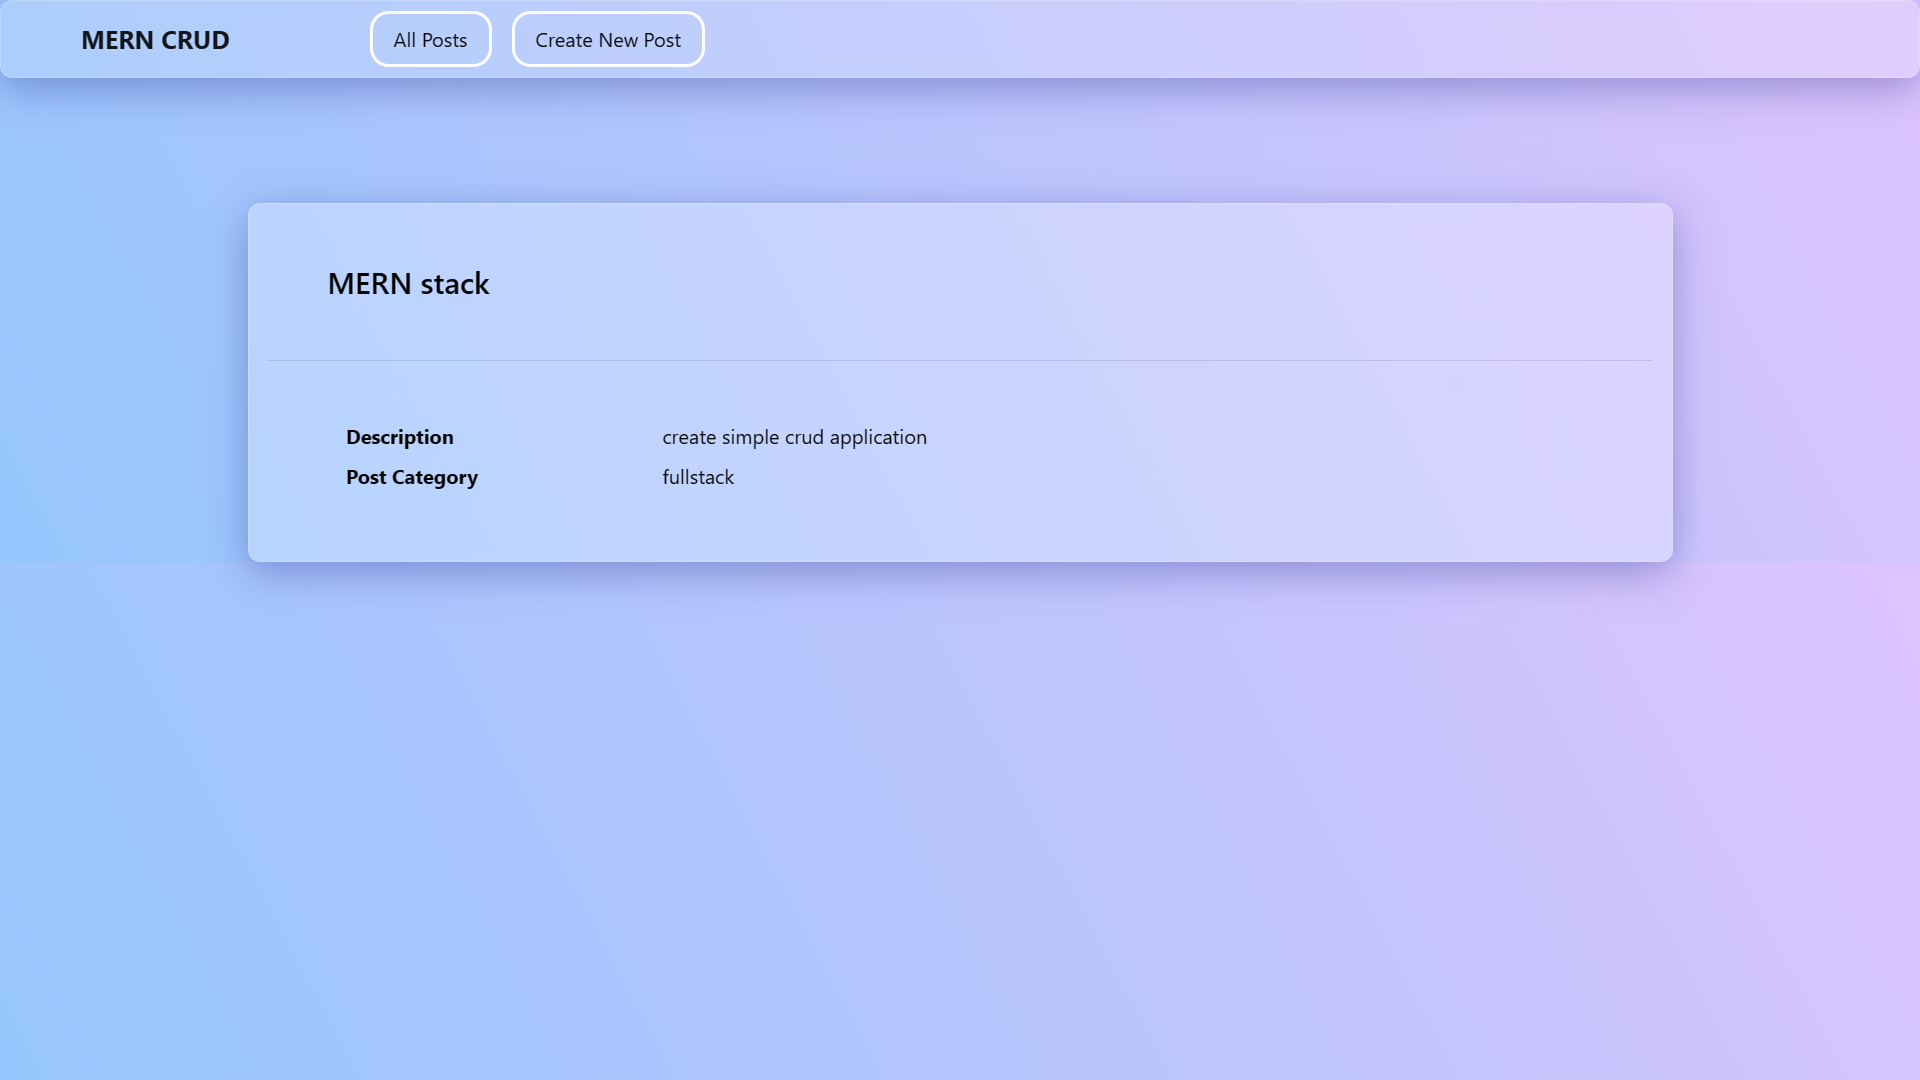 MERN CRUD All Posts Create New Post
MERN stack
Description create simple crud application
Post Category fullstack